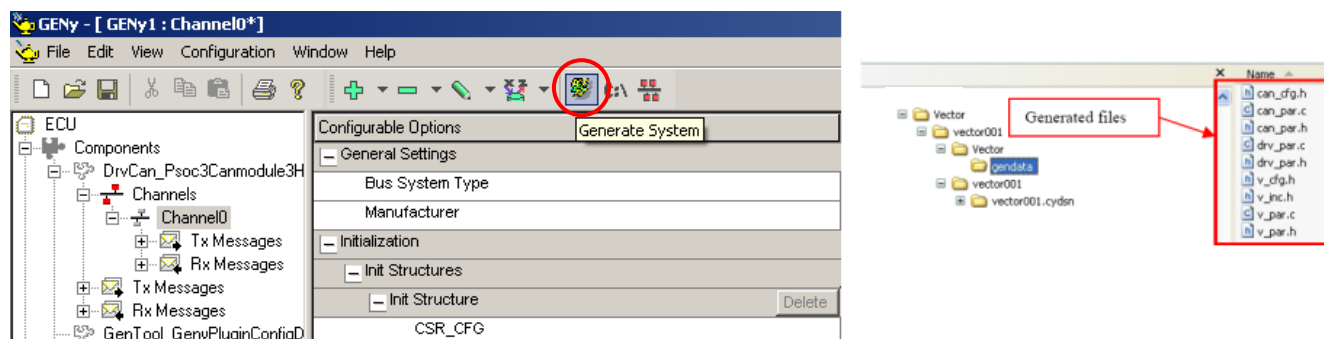 GENy - [ GENy1 : Channel0*]
File Edit View Configuration Window Help
C:\
Generate System
ECU
Components
DrvCan_Psoc3Canmodule3H
Channels
Channel0
Tx Messages
Rx Messages
Tx Messages
Rx Messages
GenTool_GenyPluginConfigD
Configurable Options
General Settings
Bus System Type
Manufacturer
Initialization
Init Structures
Init Structure Delete
CSR_CFG
Vector
vector001
Vector
gendata
vector001
vector001.cydsn
Generated files
X Name
can_cfg.h
can_par.c
can_par.h
drv_par.c
drv_par.h
v_cfg.h
v_inc.h
v_par.c
v_par.h